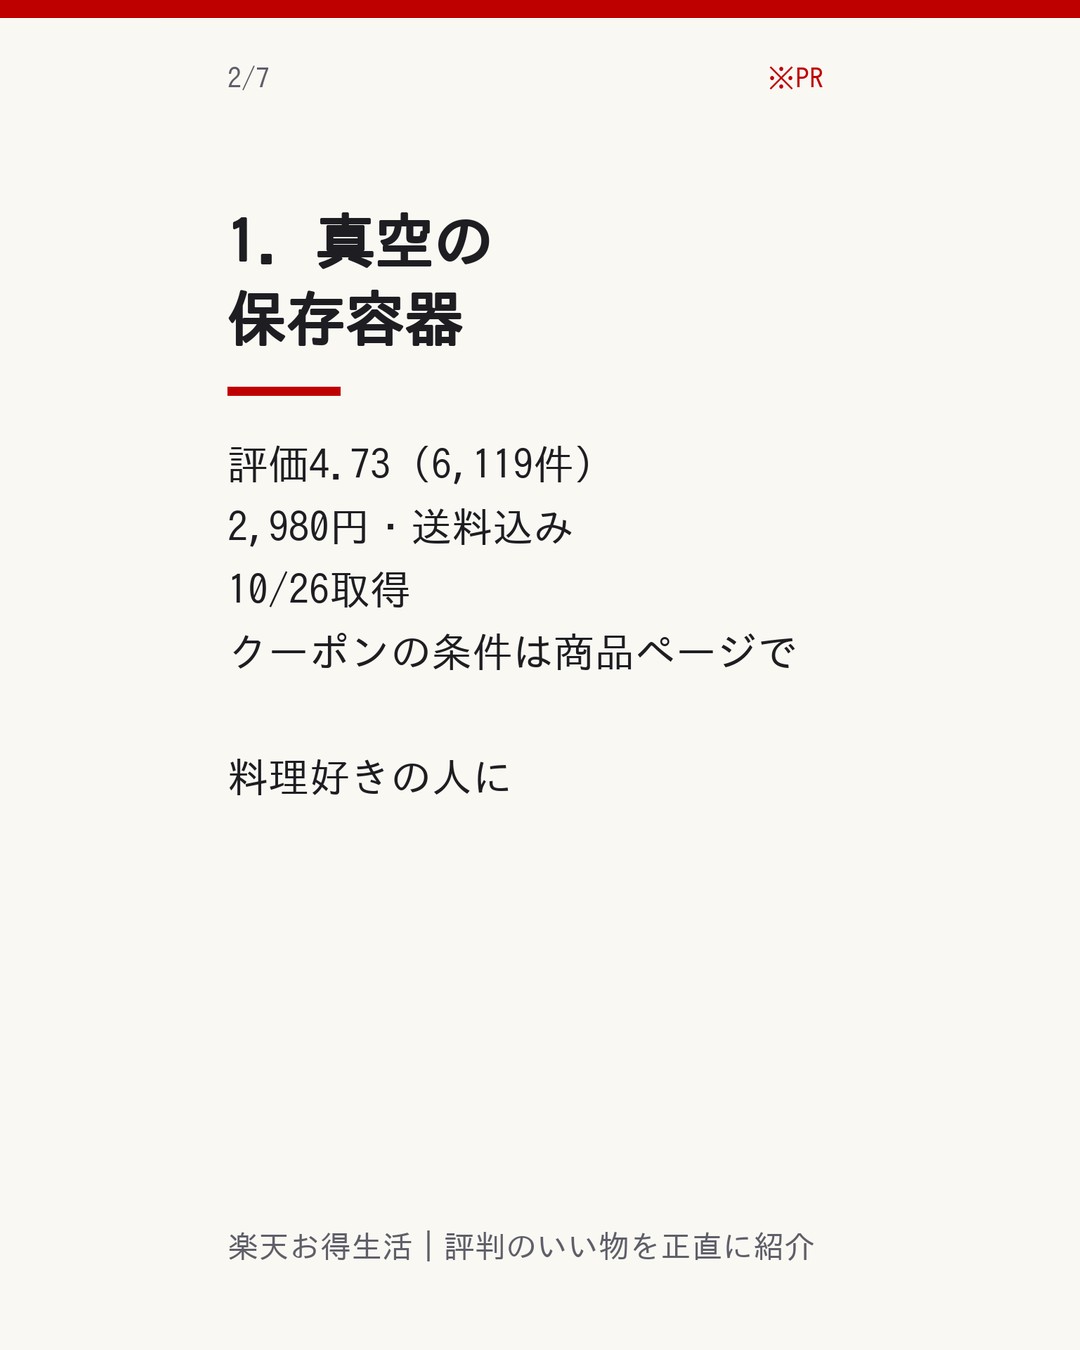 2/7
※PR
1. 真空の
保存容器
評価4.73（6,119件）
2,980円・送料込み
10/26取得
クーポンの条件は商品ページで
料理好きの人に
楽天お得生活｜評判のいい物を正直に紹介